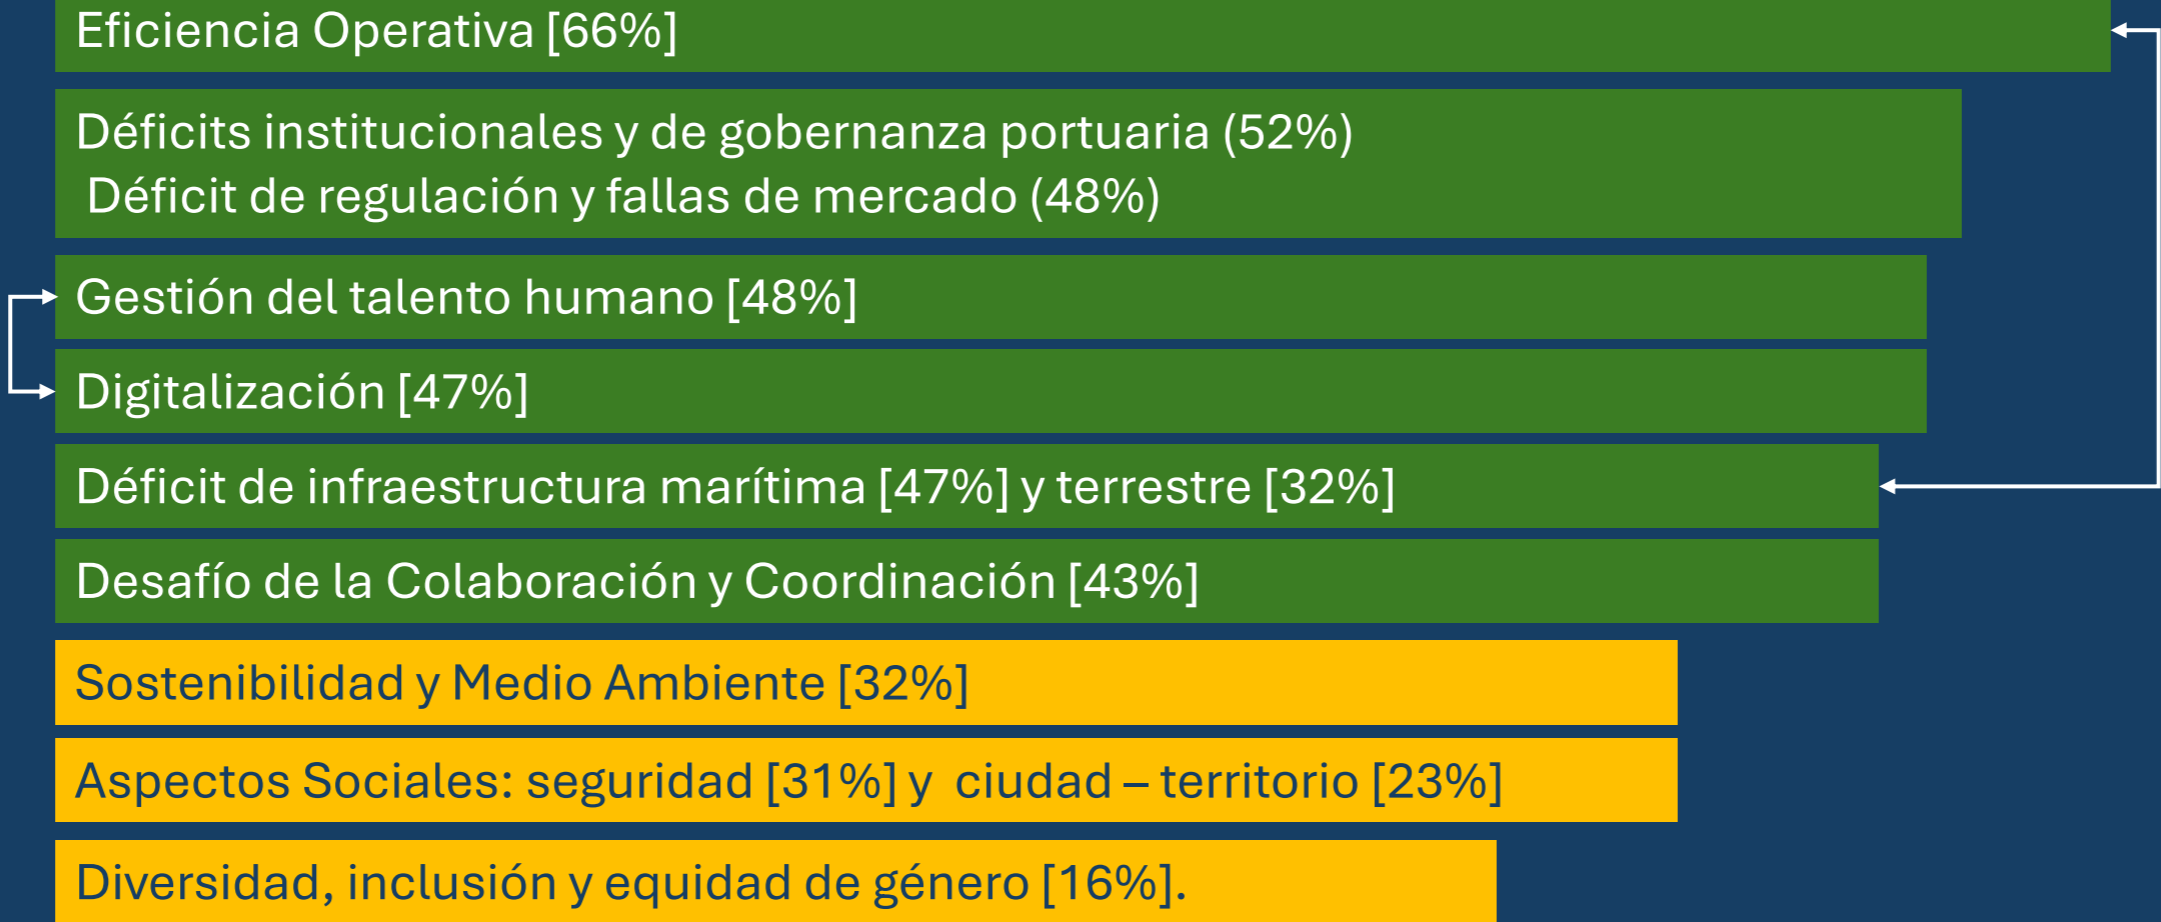 Eficiencia Operativa [66%]
Déficits institucionales y de gobernanza portuaria (52%)
Déficit de regulación y fallas de mercado (48%)
Gestión del talento humano [48%]
Digitalización [47%]
Déficit de infraestructura marítima [47%] y terrestre [32%]
Desafío de la Colaboración y Coordinación [43%]
Sostenibilidad y Medio Ambiente [32%]
Aspectos Sociales: seguridad [31%] y ciudad – territorio [23%]
Diversidad, inclusión y equidad de género [16%].